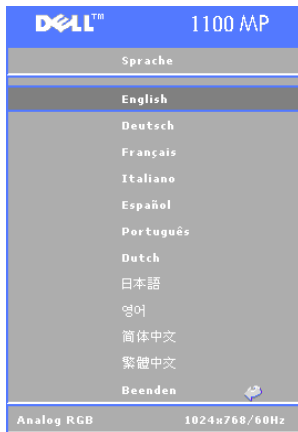 DELL™ 1100 MP
Sprache
English
Deutsch
Français
Italiano
Español
Português
Dutch
日本語
영어
简体中文
繁體中文
Beenden
Analog RGB 1024x768/60Hz